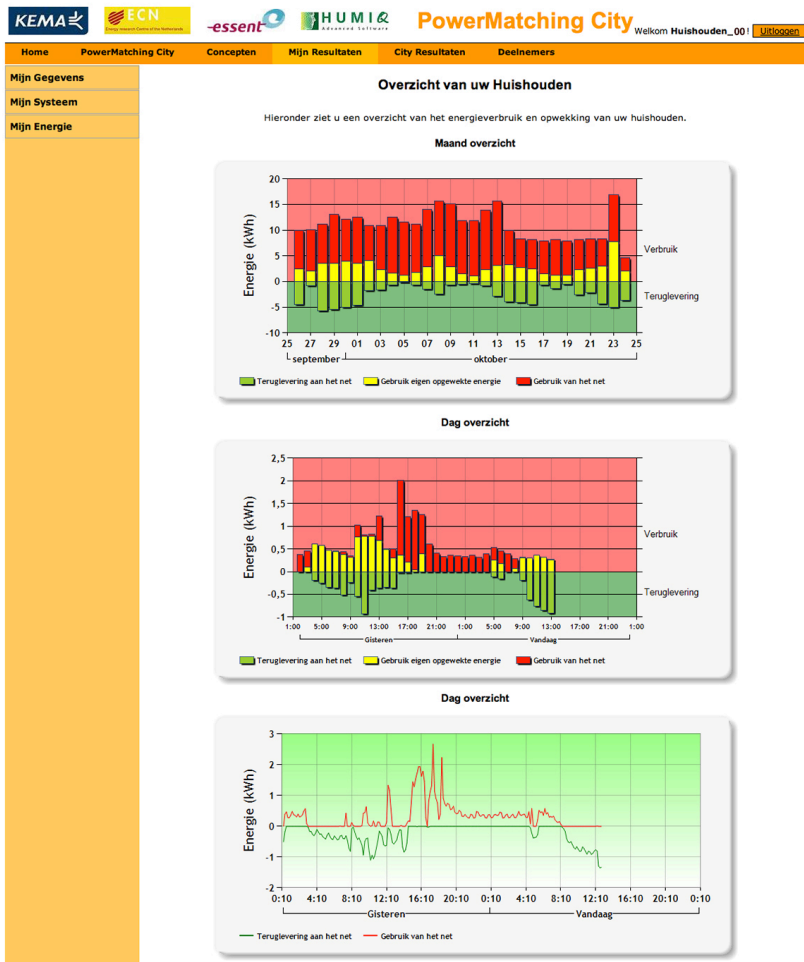 KEMA
ECN
Energy research Centre of the Netherlands
essent
HUMIQ
Advanced Software
PowerMatching City
Welkom Huishouden_00! Uitloggen
Home PowerMatching City Concepten Mijn Resultaten City Resultaten Deelnemers
Mijn Gegevens
Mijn Systeem
Mijn Energie
Overzicht van uw Huishouden
Hieronder ziet u een overzicht van het energieverbruik en opwekking van uw huishouden.
Maand overzicht
Energie (kWh)
20
15
10
5
0
-5
-10
Verbruik
Teruglevering
25 27 29 01 03 05 07 09 11 13 15 17 19 21 23 25
september oktober
Teruglevering aan het net Gebruik eigen opgewekte energie Gebruik van het net
Dag overzicht
Energie (kWh)
2,5
2
1,5
1
0,5
0
-0,5
-1
Verbruik
Teruglevering
1:00 5:00 9:00 13:00 17:00 21:00 1:00 5:00 9:00 13:00 17:00 21:00 1:00
Gisteren Vandaag
Teruglevering aan het net Gebruik eigen opgewekte energie Gebruik van het net
Dag overzicht
Energie (kWh)
3
2
1
0
-1
-2
0:10 4:10 8:10 12:10 16:10 20:10 0:10 4:10 8:10 12:10 16:10 20:10 0:10
Gisteren Vandaag
Teruglevering aan het net Gebruik van het net